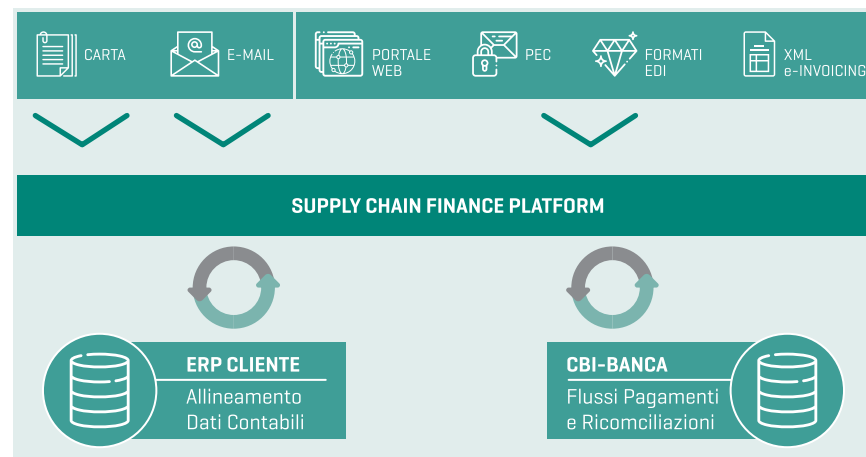 CARTA
E-MAIL
PORTALE
WEB
PEC
FORMATI
EDI
XML
e-INVOICING
SUPPLY CHAIN FINANCE PLATFORM
ERP CLIENTE
Allineamento
Dati Contabili
CBI-BANCA
Flussi Pagamenti
e Ricomciliazioni